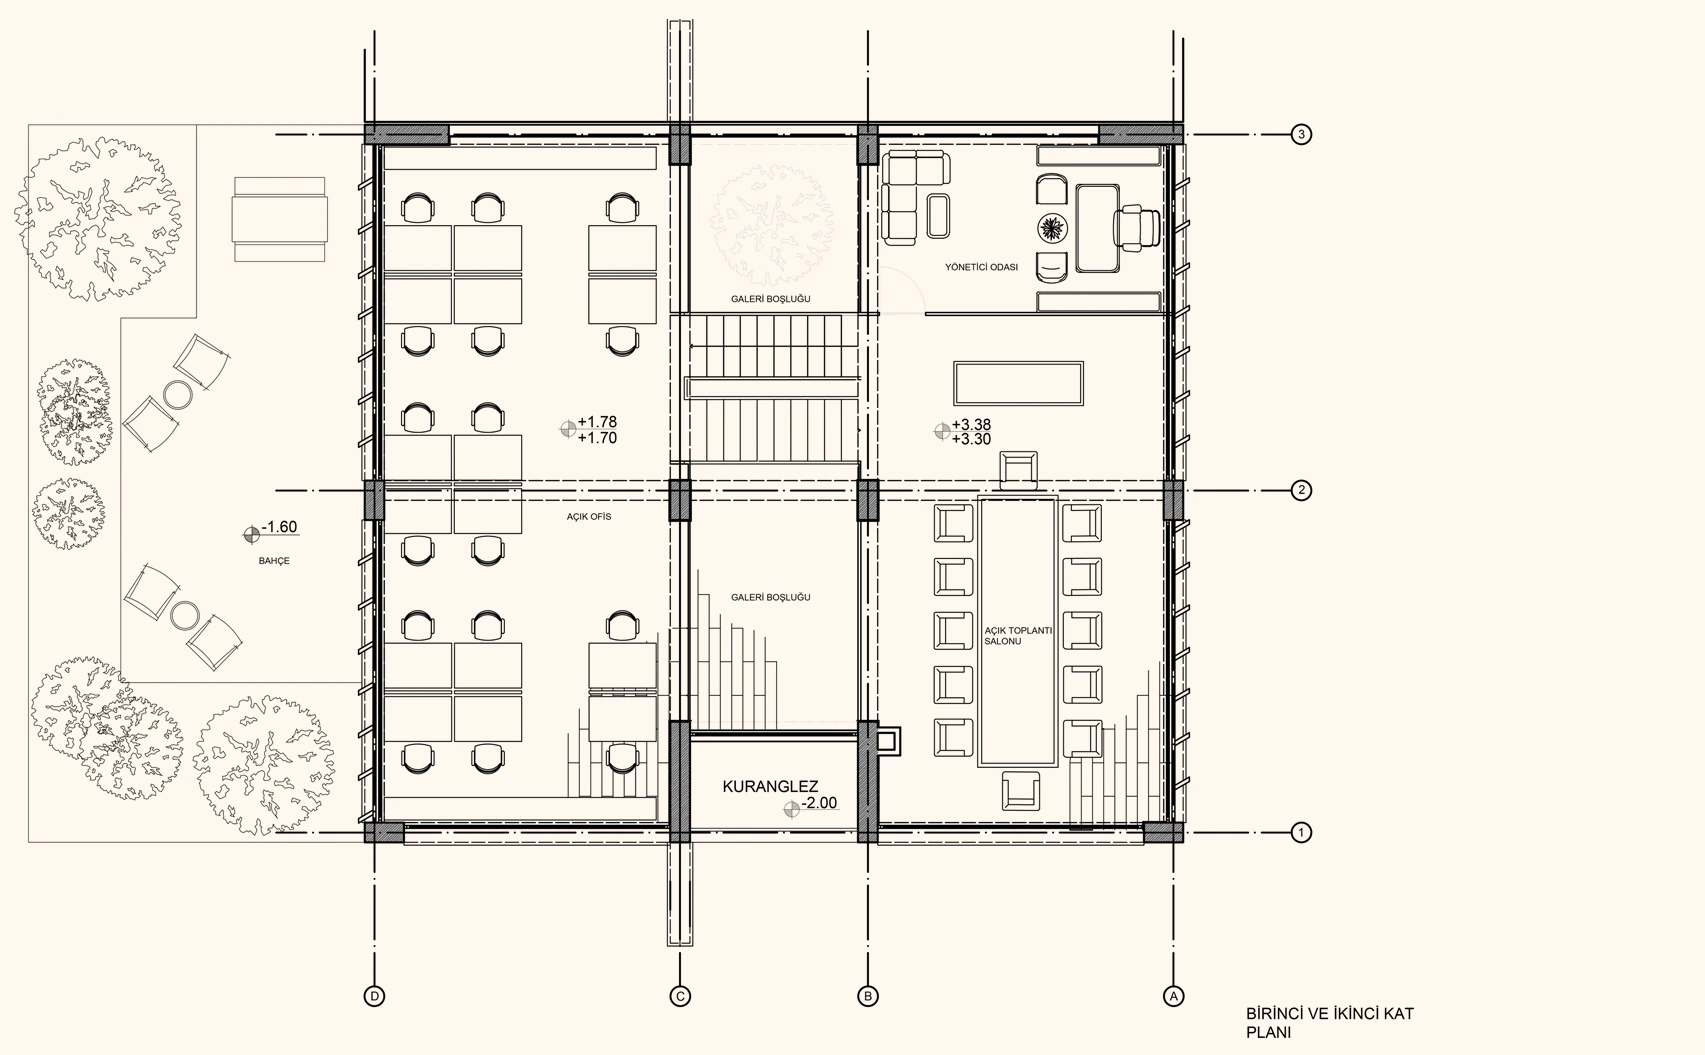 3
YÖNETİCİ ODASI
GALERİ BOŞLUĞU
+1.78
+1.70
+3.38
+3.30
2
AÇIK OFİS
-1.60
BAHÇE
GALERİ BOŞLUĞU
AÇIK TOPLANTI
SALONU
KURANGLEZ
-2.00
1
D
C
B
A
BİRİNCİ VE İKİNCİ KAT
PLANI